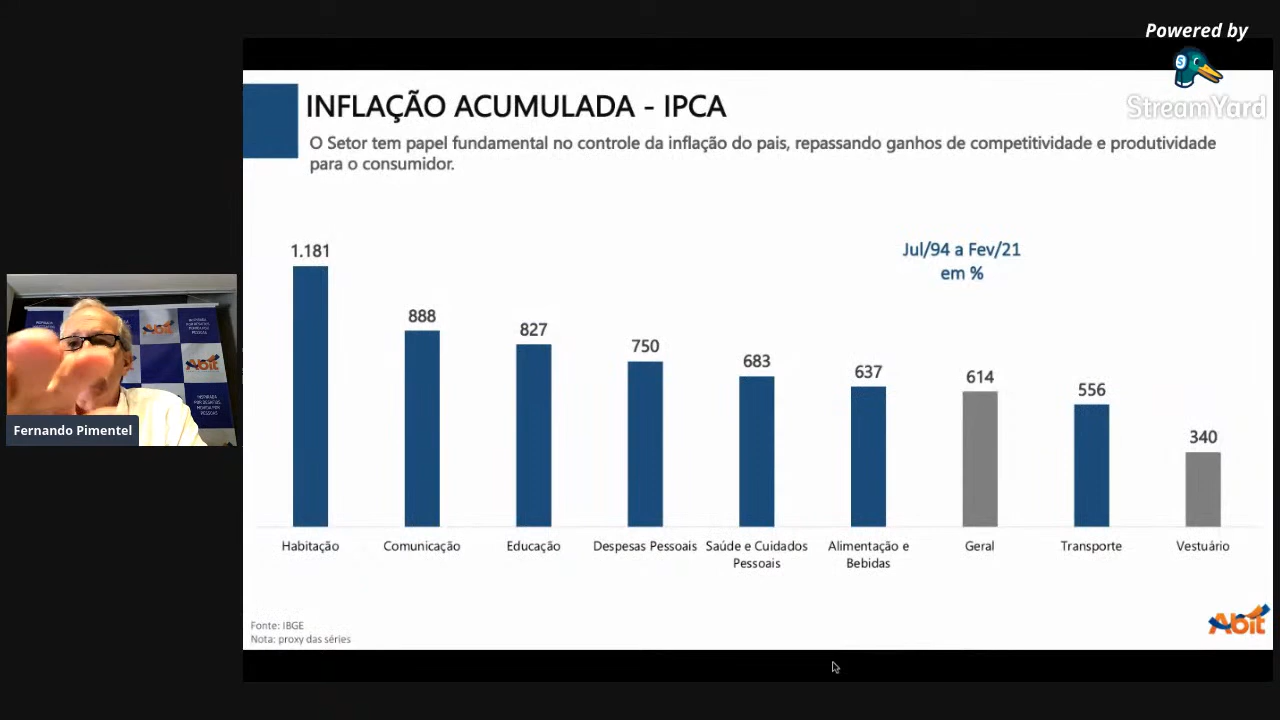 Powered by
StreamYard
INFLAÇÃO ACUMULADA - IPCA
O Setor tem papel fundamental no controle da inflação do pais, repassando ganhos de competitividade e produtividade
para o consumidor.
Jul/94 a Fev/21
em %
1.181
888
827
750
683
637
614
556
340
Habitação
Comunicação
Educação
Despesas Pessoais
Saúde e Cuidados
Pessoais
Alimentação e
Bebidas
Geral
Transporte
Vestuário
Fonte: IBGE
Nota: proxy das séries
Abit
Abit
Abit
Fernando Pimentel